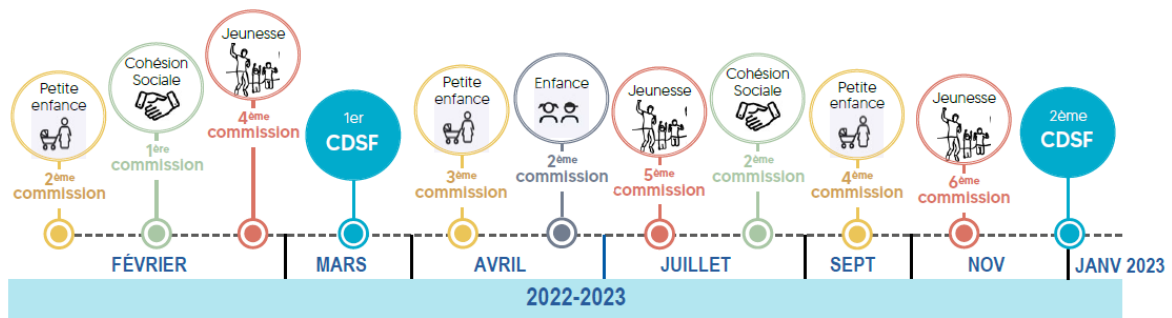 Petite
enfance
2ème
commission
Cohésion
Sociale
1ère
commission
Jeunesse
4ème
commission
1er
CDSF
Petite
enfance
3ème
commission
Enfance
2ème
commission
Jeunesse
5ème
commission
Cohésion
Sociale
2ème
commission
Petite
enfance
4ème
commission
Jeunesse
6ème
commission
2ème
CDSF
FÉVRIER
MARS
AVRIL
JUILLET
SEPT
NOV
JANV 2023
2022-2023